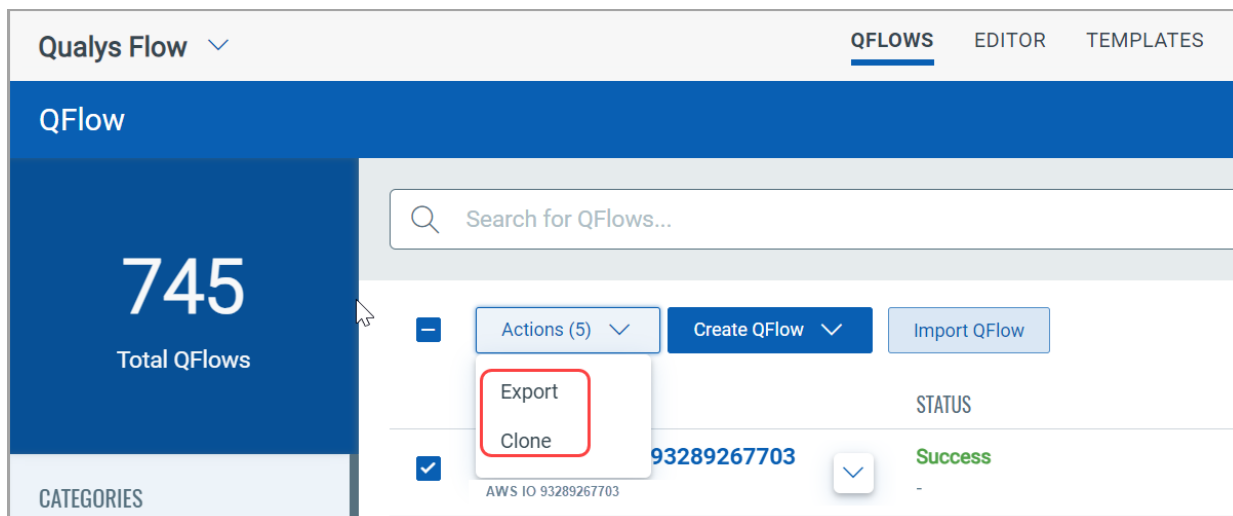 Qualys Flow
QFLOWS EDITOR TEMPLATES
QFlow
745
Total QFlows
CATEGORIES
Search for QFlows...
Actions (5) Create QFlow Import QFlow
Export
Clone
STATUS
93289267703 Success
AWS IO 93289267703 -